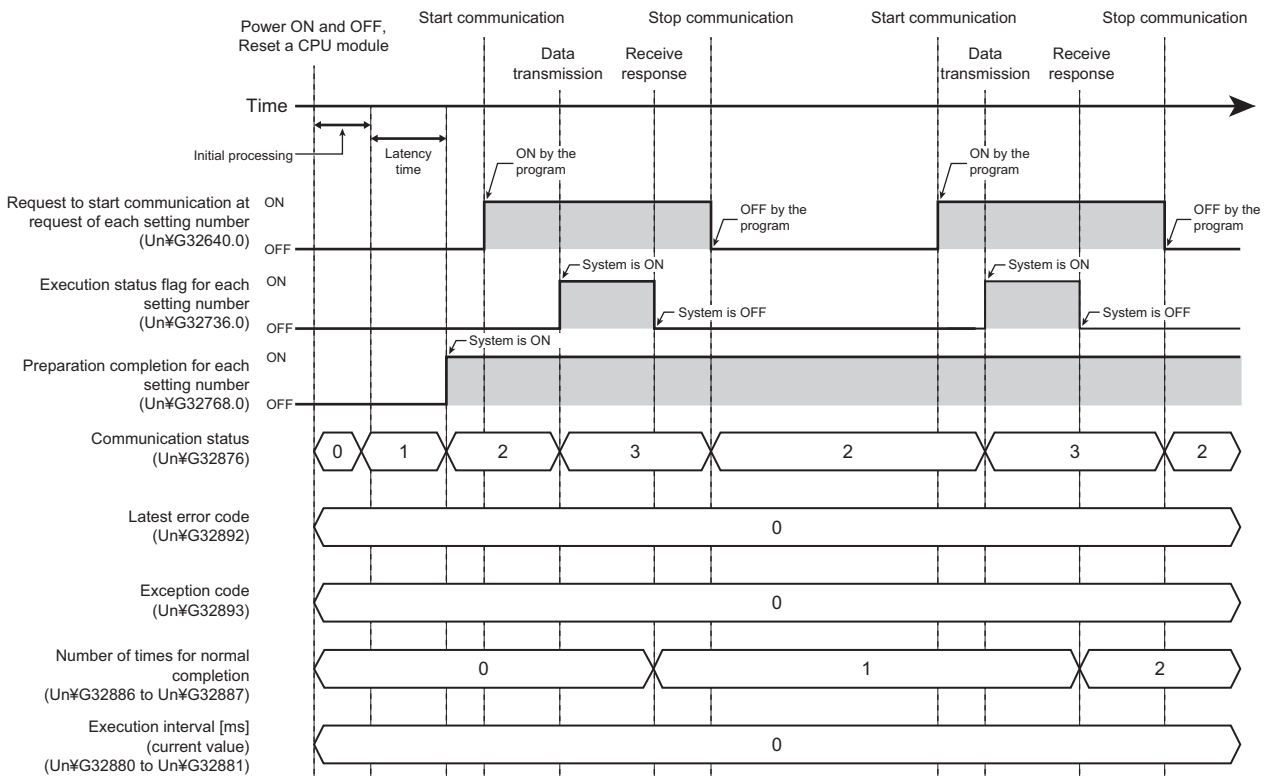 Power ON and OFF,
Reset a CPU module
Start communication
Stop communication
Start communication
Stop communication
Data
transmission
Receive
response
Data
transmission
Receive
response
Time
Initial processing
Latency
time
Request to start communication at
request of each setting number
(Un¥G32640.0)
ON
OFF
ON by the
program
OFF by the
program
ON by the
program
OFF by the
program
Execution status flag for each
setting number
(Un¥G32736.0)
ON
OFF
System is ON
System is OFF
System is ON
System is OFF
Preparation completion for each
setting number
(Un¥G32768.0)
ON
OFF
System is ON
Communication status
(Un¥G32876)
0
1
2
3
2
3
2
Latest error code
(Un¥G32892)
0
Exception code
(Un¥G32893)
0
Number of times for normal
completion
(Un¥G32886 to Un¥G32887)
0
1
2
Execution interval [ms]
(current value)
(Un¥G32880 to Un¥G32881)
0